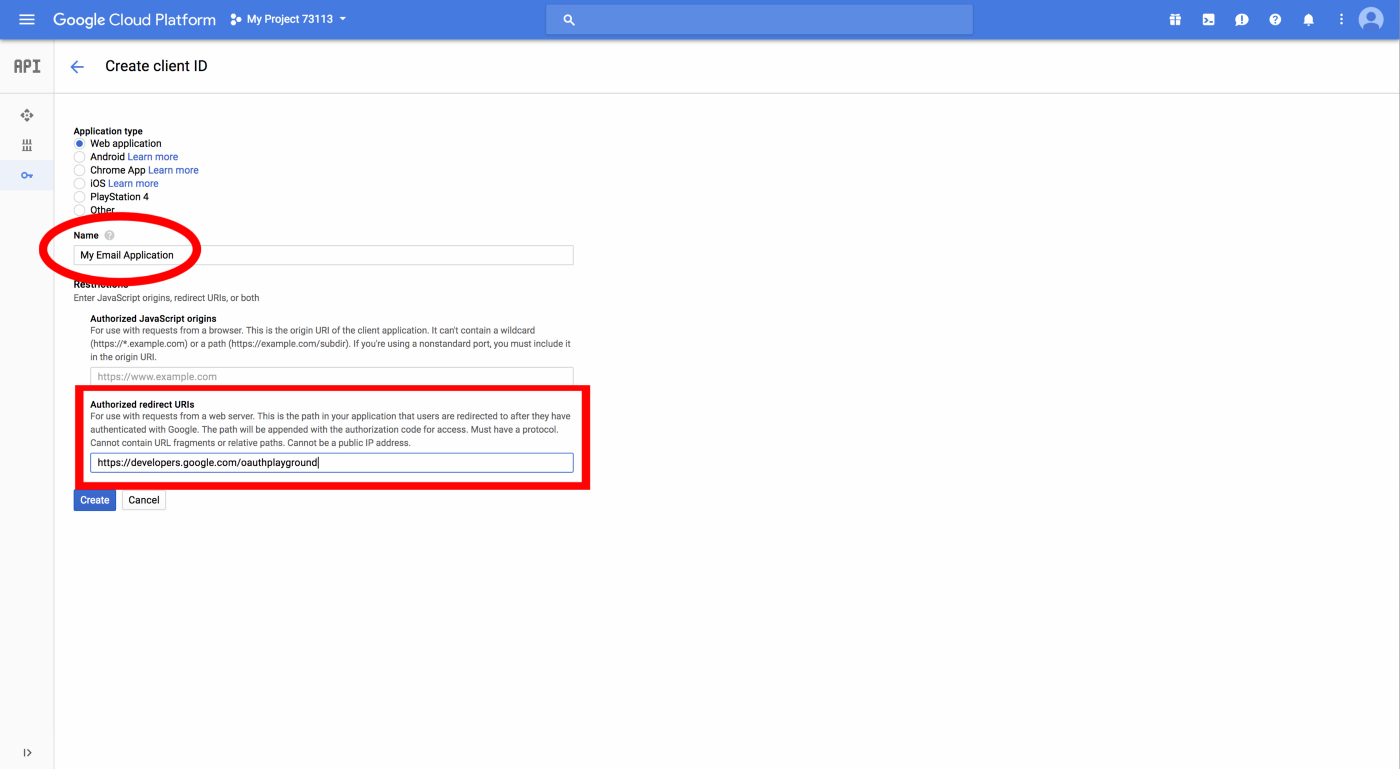 Google Cloud Platform My Project 73113
API Create client ID
Application type
Web application
Android Learn more
Chrome App Learn more
iOS Learn more
PlayStation 4
Other
Name
My Email Application
Restrictions
Enter JavaScript origins, redirect URIs, or both
Authorized JavaScript origins
For use with requests from a browser. This is the origin URI of the client application. It can't contain a wildcard
(https://*.example.com) or a path (https://example.com/subdir). If you're using a nonstandard port, you must include it
in the origin URI.
https://www.example.com
Authorized redirect URIs
For use with requests from a web server. This is the path in your application that users are redirected to after they have
authenticated with Google. The path will be appended with the authorization code for access. Must have a protocol.
Cannot contain URL fragments or relative paths. Cannot be a public IP address.
https://developers.google.com/oauthplayground
Create Cancel